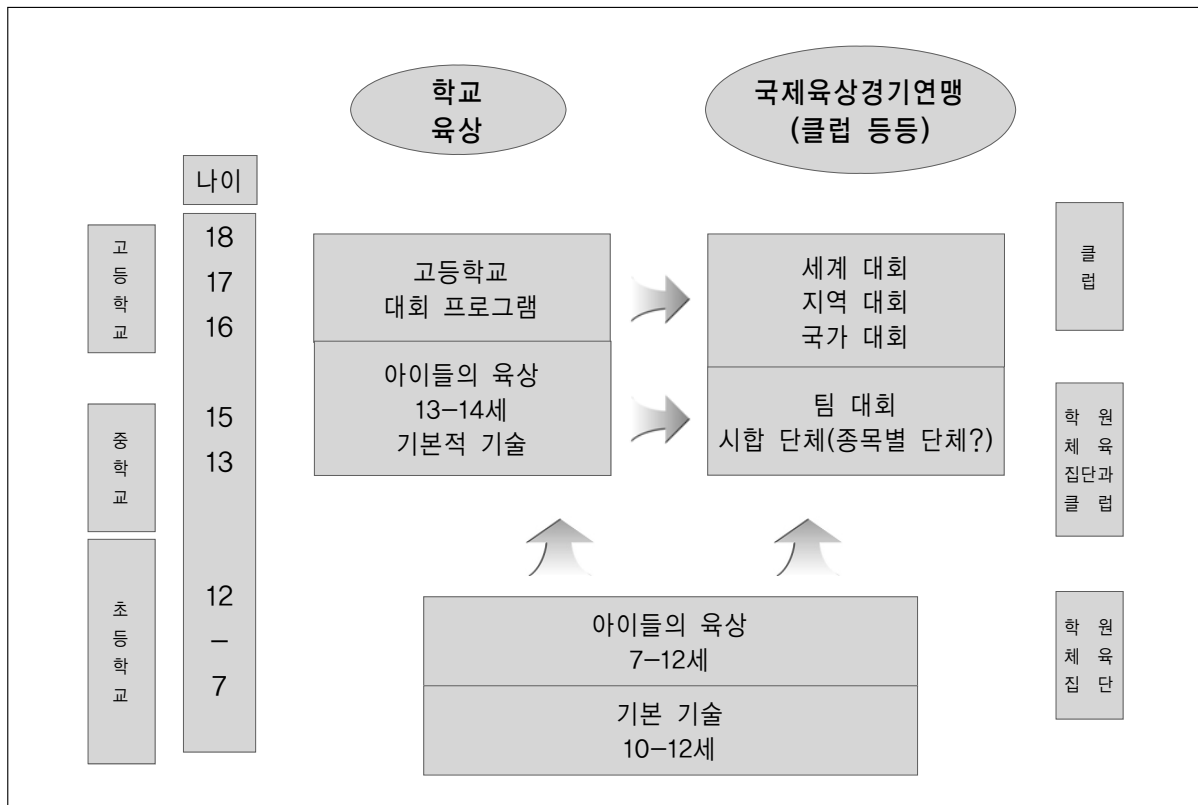 학교
육상
국제육상경기연맹
(클럽 등등)
나이
고
등
학
교
18
17
16
고등학교
대회 프로그램
세계 대회
지역 대회
국가 대회
클
럽
중
학
교
15
13
아이들의 육상
13-14세
기본적 기술
팀 대회
시합 단체(종목별 단체?)
학 원
체 육
집단과
클 럽
초
등
학
교
12
-
7
아이들의 육상
7-12세
기본 기술
10-12세
학 원
체 육
집 단